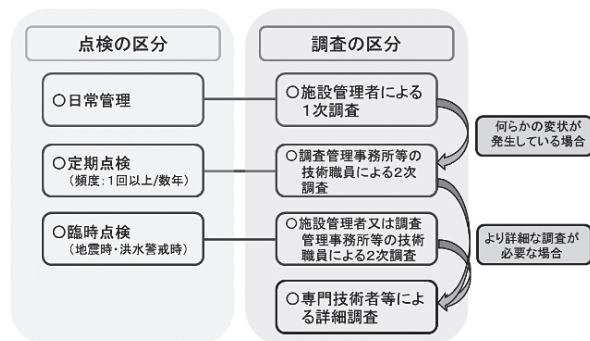 点検の区分
調査の区分
○日常管理
○施設管理者による
1次調査
何らかの変状が
発生している場合
○定期点検
（頻度：1回以上/数年）
○調査管理事務所等の
技術職員による2次
調査
○臨時点検
（地震時・洪水警戒時）
○施設管理者又は調査
管理事務所等の技術
職員による2次調査
より詳細な調査が
必要な場合
○専門技術者等によ
る詳細調査